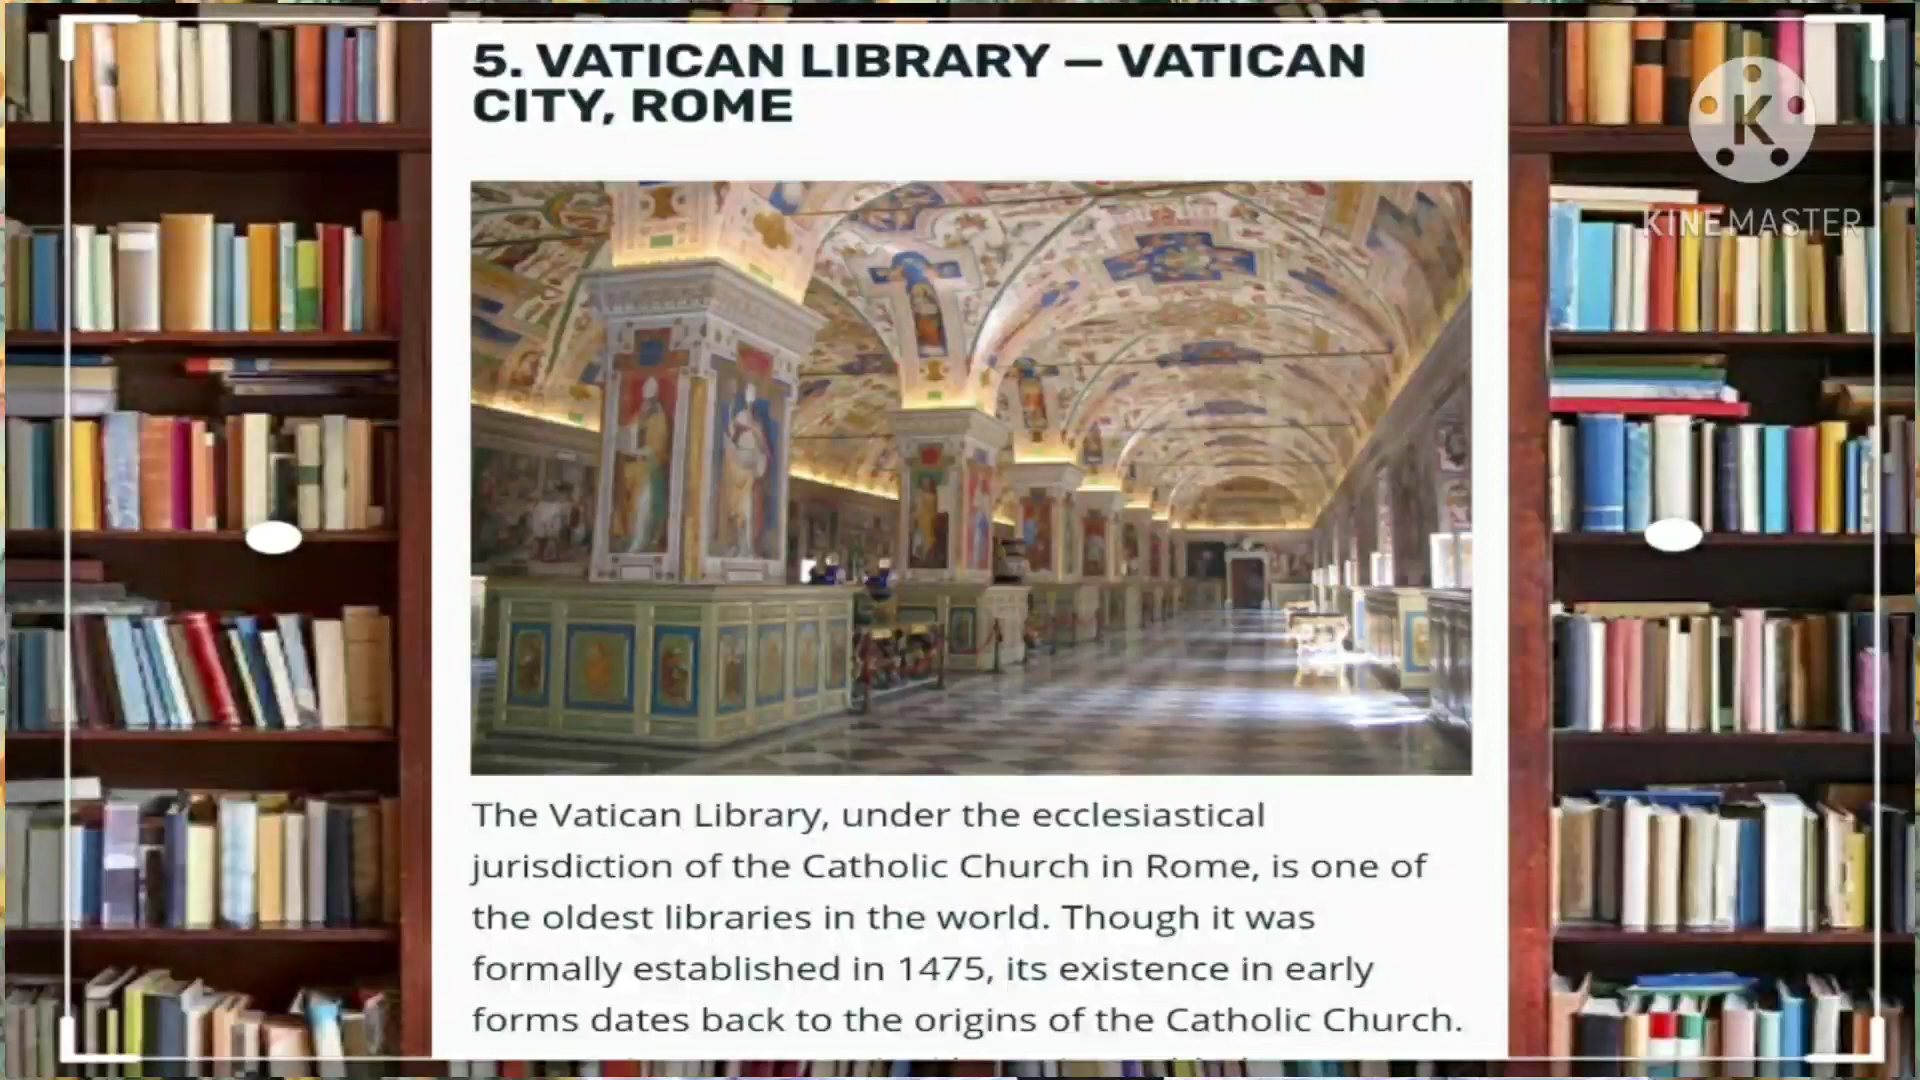 5. VATICAN LIBRARY — VATICAN
CITY, ROME
K
KINEMASTER
The Vatican Library, under the ecclesiastical
jurisdiction of the Catholic Church in Rome, is one of
the oldest libraries in the world. Though it was
formally established in 1475, its existence in early
forms dates back to the origins of the Catholic Church.